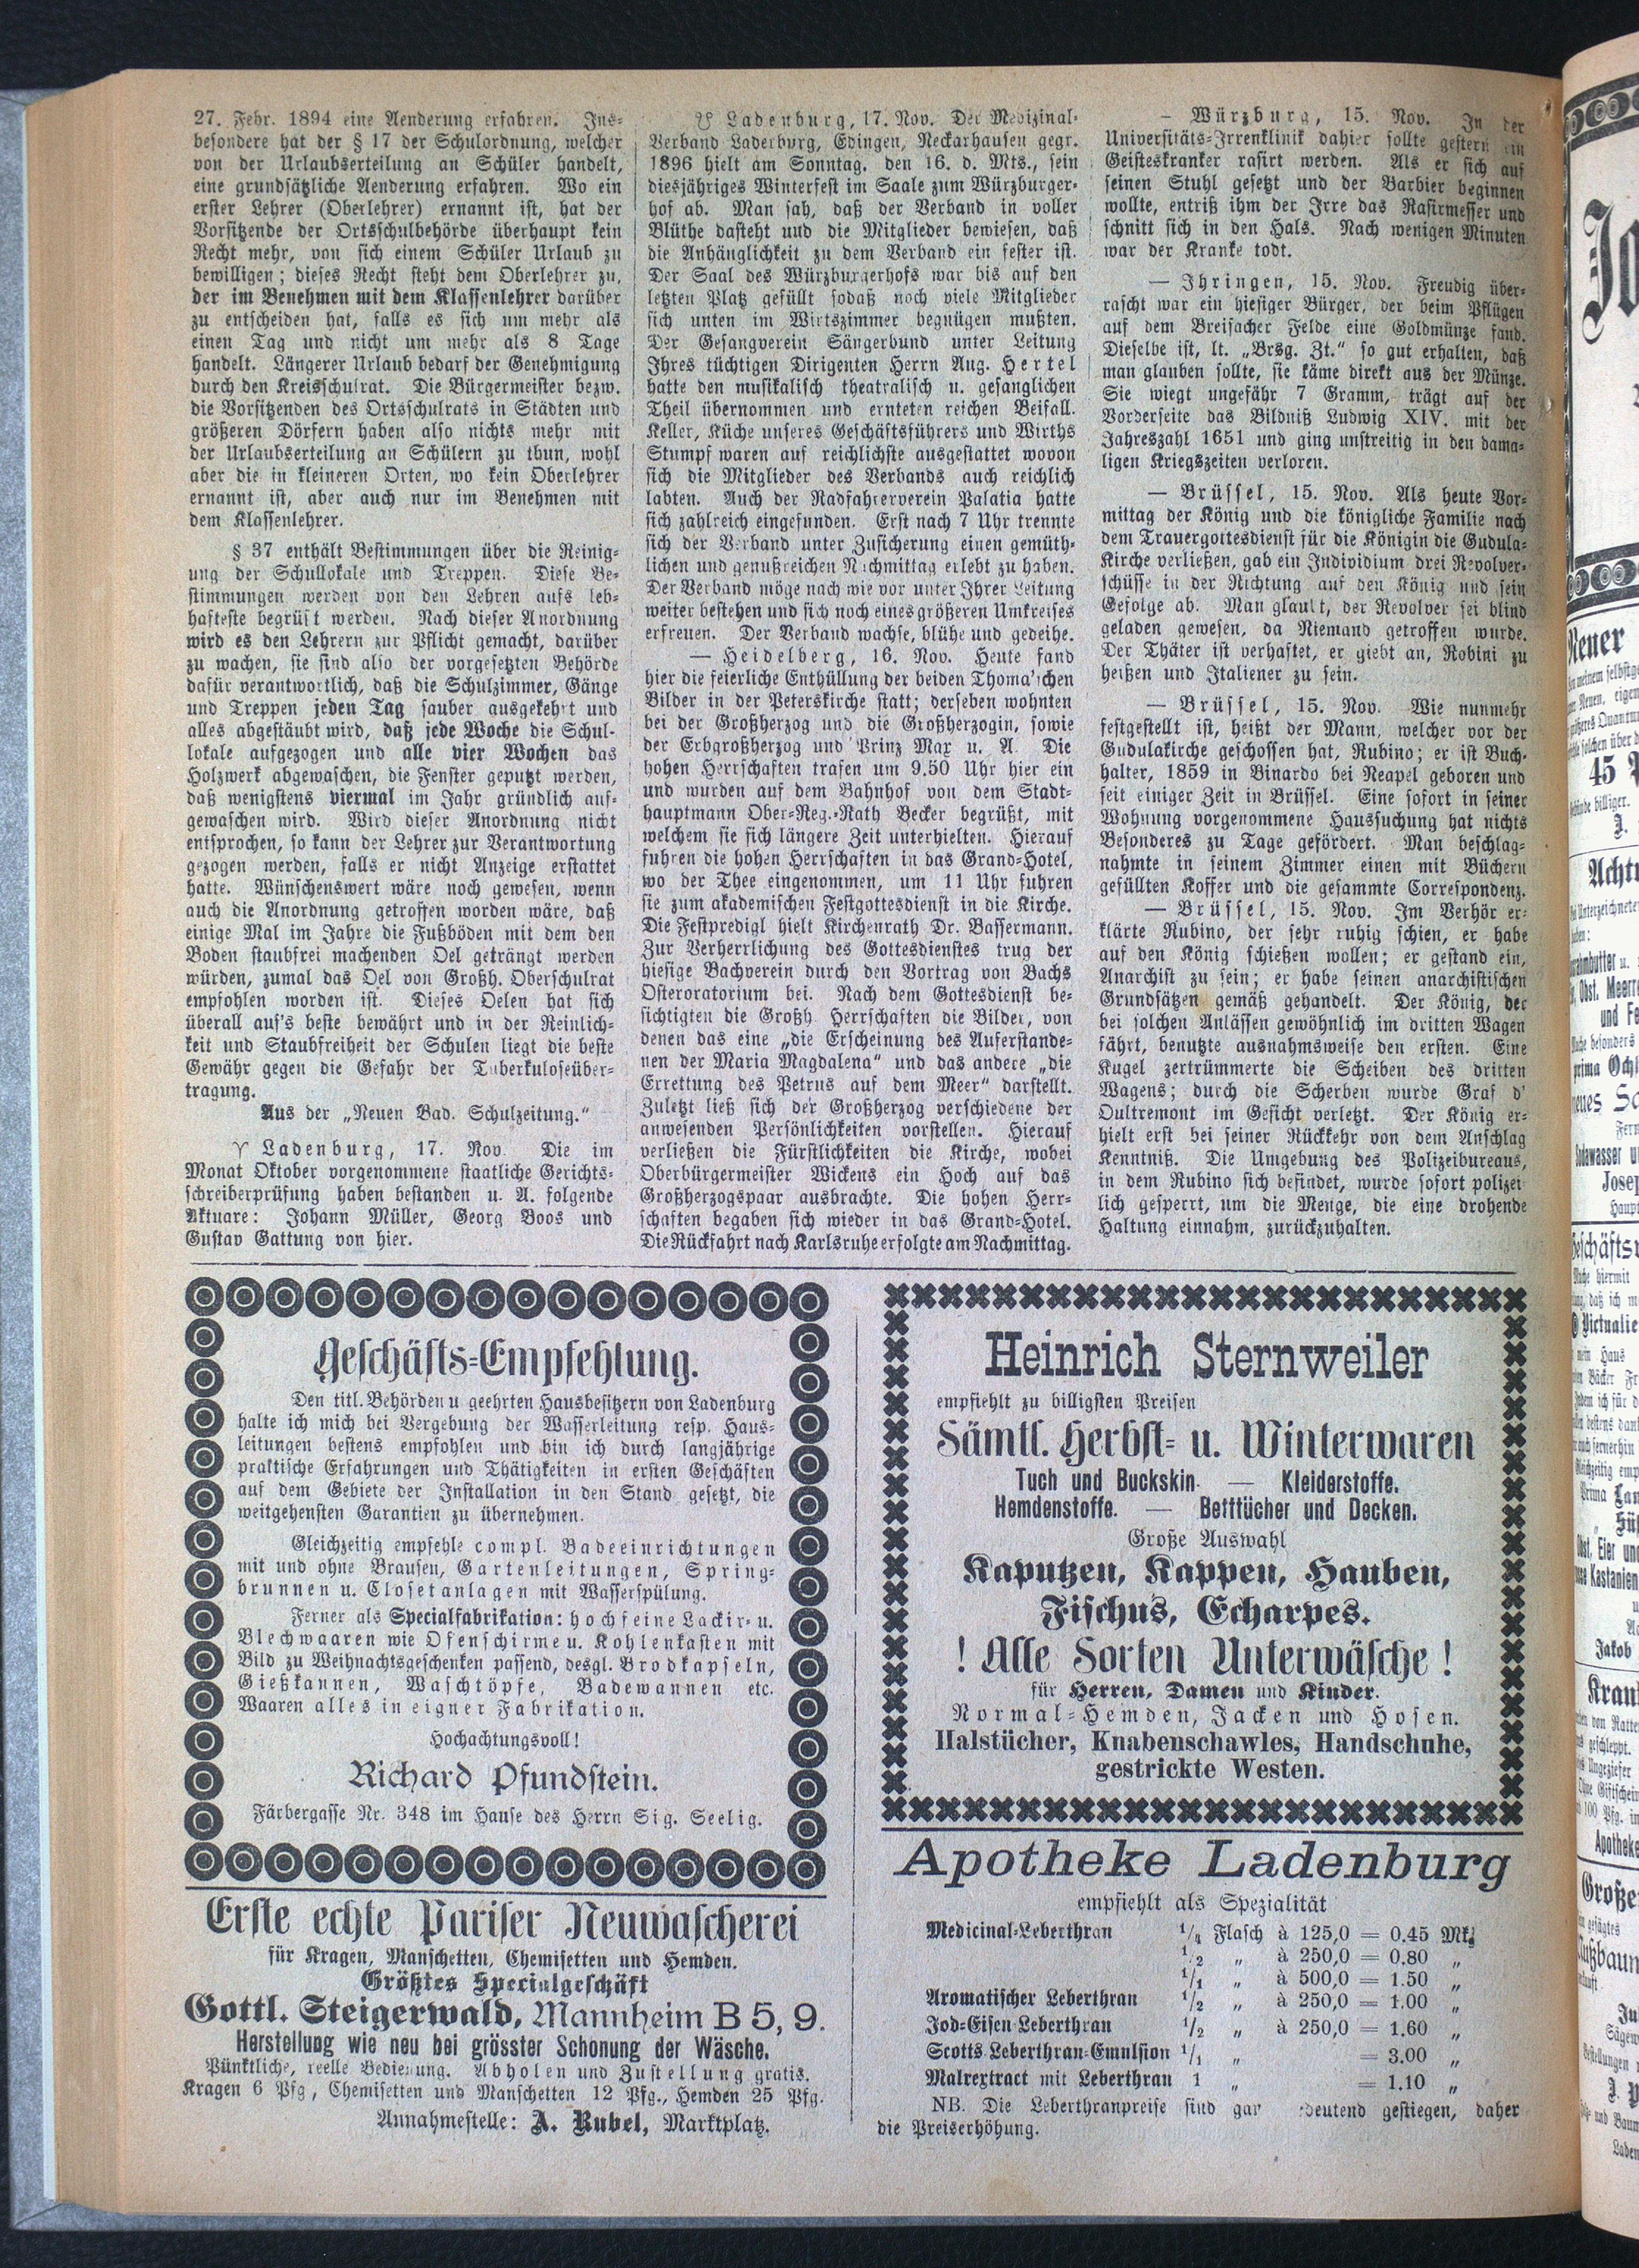 27. Febr. 1894 eine Aenderung erfahren. Ins=
besondere hat der § 17 der Schulordnung, welcher
von der Urlaubserteilung an Schüler handelt,
eine grundsätzliche Aenderung erfahren. Wo ein
erster Lehrer (Oberlehrer) ernannt ist, hat der
Vorsitzende der Ortsschulbehörde überhaupt kein
Recht mehr, von sich einem Schüler Urlaub zu
bewilligen; dieses Recht steht dem Oberlehrer zu,
der im Benehmen mit dem Klassenlehrer darüber
zu entscheiden hat, falls es sich um mehr als
einen Tag und nicht um mehr als 8 Tage
handelt. Längerer Urlaub bedarf der Genehmigung
durch den Kreisschulrat. Die Bürgermeister bezw.
die Vorsitzenden des Ortsschulrats in Städten und
größeren Dörfern haben also nichts mehr mit
der Urlaubserteilung an Schülern zu thun, wohl
aber die in kleineren Orten, wo kein Oberlehrer
ernannt ist, aber auch nur im Benehmen mit
dem Klassenlehrer.
§ 37 enthält Bestimmungen über die Reinig=
ung der Schullokale und Treppen. Diese Be=
stimmungen werden von den Lehren aufs leb=
hafteste begrüßt werden. Nach dieser Anordnung
wird es den Lehrern zur Pflicht gemacht, darüber
zu wachen, sie sind also der vorgesetzten Behörde
dafür verantwortlich, daß die Schulzimmer, Gänge
und Treppen jeden Tag sauber ausgekehrt und
alles abgestäubt wird, daß jede Woche die Schul-
lokale aufgezogen und alle vier Wochen das
Holzwerk abgewaschen, die Fenster geputzt werden,
daß wenigstens viermal im Jahr gründlich auf-
gewaschen wird. Wird dieser Anordnung nicht
entsprochen, so kann der Lehrer zur Verantwortung
gezogen werden, falls er nicht Anzeige erstattet
hatte. Wünschenswert wäre noch gewesen, wenn
auch die Anordnung getroffen worden wäre, daß
einige Mal im Jahre die Fußböden mit dem den
Boden staubfrei machenden Oel geträngt werden
würden, zumal das Oel von Großh. Oberschulrat
empfohlen worden ist. Dieses Oelen hat sich
überall auf's beste bewährt und in der Reinlich=
keit und Staubfreiheit der Schulen liegt die beste
Gewähr gegen die Gefahr der Tuberkuloseüber=
tragung.
Aus der „Neuen Bad. Schulzeitung."
Ladenburg, 17. Nov. Die im
Monat Oktober vorgenommene staatliche Gerichts=
schreiberprüfung haben bestanden u. A. folgende
Aktuare: Johann Müller, Georg Boos und
Gustav Gattung von hier.
Ladenburg, 17. Nov. Der Medizinal-
Verband Ladenburg, Edingen, Neckarhausen gegr.
1896 hielt am Sonntag. den 16. d. Mts., sein
diesjähriges Winterfest im Saale zum Würzburger-
hof ab. Man sah, daß der Verband in voller
Blüthe dasteht und die Mitglieder bewiesen, daß
die Anhänglichkeit zu dem Verband ein fester ist.
Der Saal des Würzburgerhofs war bis auf den
letzten Platz gefüllt sodaß noch viele Mitglieder
sich unten im Wirtszimmer begnügen mußten.
Der Gesangverein Sängerbund unter Leitung
Ihres tüchtigen Dirigenten Herrn Aug. Hertel
hatte den musikalisch theatralisch u. gesanglichen
Theil übernommen und ernteten reichen Beifall.
Keller, Küche unseres Geschäftsführers und Wirths
Stumpf waren auf reichlichste ausgestattet wovon
sich die Mitglieder des Verbands auch reichlich
labten. Auch der Radfahrerverein Palatia hatte
sich zahlreich eingefunden. Erst nach 7 Uhr trennte
sich der Verband unter Zusicherung einen gemüth-
lichen und genußreichen Nachmittag erlebt zu haben.
Der Verband möge nach wie vor unter Ihrer Leitung
weiter bestehen und sich noch eines größeren Umkreises
erfreuen. Der Verband wachse, blühe und gedeihe.
— Heidelberg, 16. Nov. Heute fand
hier die feierliche Enthüllung der beiden Thoma'schen
Bilder in der Peterskirche statt; derseben wohnten
bei der Großherzog und die Großherzogin, sowie
der Erbgroßherzog und Prinz Max u. A. Die
hohen Herrschaften trafen um 9,50 Uhr hier ein
und wurden auf dem Bahnhof von dem Stadt=
hauptmann Ober=Reg.=Rath Becker begrüßt, mit
welchem sie sich längere Zeit unterhielten. Hierauf
fuhren die hohen Herrschaften in das Grand=Hotel,
wo der Thee eingenommen, um 11 Uhr fuhren
sie zum akademischen Festgottesdienst in die Kirche.
Die Festpredigl hielt Kirchenrath Dr. Bassermann.
Zur Verherrlichung des Gottesdienstes trug der
hiesige Bachverein durch den Vortrag von Bachs
Osteroratorium bei. Nach dem Gottesdienst be-
sichtigten die Großh. Herrschaften die Bilder, von
denen das eine „die Erscheinung des Auferstande=
nen der Maria Magdalena" und das andere „die
Errettung des Petrus auf dem Meer" darstellt.
Zuletzt ließ sich der Großherzog verschiedene der
anwesenden Persönlichkeiten vorstellen. Hierauf
verließen die Fürstlichkeiten die Kirche, wobei
Oberbürgermeister Wickens ein Hoch auf das
Großherzogspaar ausbrachte. Die hohen Herr=
schaften begaben sich wieder in das Grand=Hotel.
Die Rückfahrt nach Karlsruhe erfolgte am Nachmittag.
– Würzburg, 15. Nov. In der
Universitäts=Irrenklinik dahier sollte gestern ein
Geisteskranker rasirt werden. Als er sich auf
seinen Stuhl gesetzt und der Barbier beginnen
wollte, entriß ihm der Irre das Rasirmesser und
schnitt sich in den Hals. Nach wenigen Minuten
war der Kranke todt.
— Ihringen, 15. Nov. Freudig über=
rascht war ein hiesiger Bürger, der beim Pflügen
auf dem Breisacher Felde eine Goldmünze fand.
Dieselbe ist, lt. „Brsg. Zt." so gut erhalten, daß
man glauben sollte, sie käme direkt aus der Münze.
Sie wiegt ungefähr 7 Gramm, trägt auf der
Vorderseite das Bildniß Ludwig XIV. mit der
Jahreszahl 1651 und ging unstreitig in den dama=
ligen Kriegszeiten verloren.
— Brüssel, 15. Nov. Als heute Vor=
mittag der König und die königliche Familie nach
dem Trauergottesdienst für die Königin die Gudula=
Kirche verließen, gab ein Individium drei Revolver=
schüsse in der Richtung auf den König und sein
Gefolge ab. Man glaubt, der Revolver sei blind
geladen gewesen, da Niemand getroffen wurde.
Der Thäter ist verhaftet, er giebt an, Robini zu
heißen und Italiener zu sein.
— Brüssel, 15. Nov. Wie nunmehr
festgestellt ist, heißt der Mann, welcher vor der
Gudulakirche geschossen hat, Rubino; er ist Buch=
halter, 1859 in Binardo bei Neapel geboren und
seit einiger Zeit in Brüssel. Eine sofort in seiner
Wohnung vorgenommene Haussuchung hat nichts
Besonderes zu Tage gefördert. Man beschlag=
nahmte in seinem Zimmer einen mit Büchern
gefüllten Koffer und die gesammte Correspondenz.
— Brüssel, 15. Nov. Im Verhör er=
klärte Rubino, der sehr ruhig schien, er habe
auf den König schießen wollen; er gestand ein,
Anarchist zu sein; er habe seinen anarchistischen
Grundsätzen gemäß gehandelt. Der König, der
bei solchen Anlässen gewöhnlich im dritten Wagen
fährt, benutzte ausnahmsweise den ersten. Eine
Kugel zertrümmerte die Scheiben des dritten
Wagens; durch die Scherben wurde Graf d'
Oultremont im Gesicht verletzt. Der König er=
hielt erst bei seiner Rückkehr von dem Anschlag
Kenntniß. Die Umgebung des Polizeibureaus,
in dem Rubino sich befindet, wurde sofort polizei
lich gesperrt, um die Menge, die eine drohende
Haltung einnahm, zurückzuhalten.
Geschäfts=Empfehlung.
Den titl. Behörden u geehrten Hausbesitzern von Ladenburg
halte ich mich bei Vergebung der Wasserleitung resp. Haus=
leitungen bestens empfohlen und bin ich durch langjährige
praktische Erfahrungen und Thätigkeiten in ersten Geschäften
auf dem Gebiete der Installation in den Stand gesetzt, die
weitgehensten Garantien zu übernehmen.
Gleichzeitig empfehle compl. Badeeinrichtungen
mit und ohne Brausen, Gartenleitungen, Spring=
brunnen u. Closetanlagen mit Wasserspülung.
Ferner als Specialfabrikation: hochfeine Lackir= u.
Blechwaaren wie Ofenschirme u. Kohlenkasten mit
Bild zu Weihnachtsgeschenken passend, desgl. Brodkapseln,
Gießkannen, Waschtöpfe, Badewannen etc.
Waaren alles in eigner Fabrikation.
Hochachtungsvoll!
Richard Pfundstein.
Färbergasse Nr. 348 im Hause des Herrn Sig. Seelig.
Erste echte Pariser Neuwascherei
für Kragen, Manschetten, Chemisetten und Hemden.
Größtes Specialgeschäft
Gottl. Steigerwald, Mannheim B 5, 9.
Herstellung wie neu bei grösster Schonung der Wäsche.
Pünktliche, reelle Bedienung. Abholen und Zustellung gratis.
Kragen 6 Pfg, Chemisetten und Manschetten 12 Pfg., Hemden 25 Pfg.
Annahmestelle: A. Rubel, Marktplatz.
Heinrich Sternweiler
empfiehlt zu billigsten Preisen
Sämtl. Herbst= u. Winterwaren
Tuch und Buckskin. — Kleiderstoffe.
Hemdenstoffe. — Betttücher und Decken.
Große Auswahl
Kaputzen, Kappen, Hauben,
Fischus, Echarpes.
! Alle Sorten Unterwäsche !
für Herren, Damen und Kinder.
Normal=Hemden, Jacken und Hosen.
Halstücher, Knabenschawles, Handschuhe,
gestrickte Westen.
Apotheke Ladenburg
empfiehlt als Spezialität
Medicinal=Leberthran 1/4 Flasch à 125,0 = 0.45 Mk.
1/2 „ à 250,0 = 0.80 „
1/1 „ à 500,0 = 1.50 „
Aromatischer Leberthran 1/2 „ à 250,0 = 1.00 „
Jod=Eisen Leberthran 1/2 „ à 250,0 = 1.60 „
Scotts Leberthran=Emulsion 1/1 „ = 3.00 „
Malzextract mit Leberthran 1 „ = 1.10 „
NB. Die Leberthranpreise sind gar deutend gestiegen, daher
die Preiserhöhung.
Jo
Neuer
45
J.
Acht
Obst, Meerre
und Fe
prima Och
neues
Josep
Victualie
mein Haus
Prima
Obst, Eier und
Kastanien
Jakob
Kran
100 Pfg.
Apotheke
Große
Nußbaum
Laden